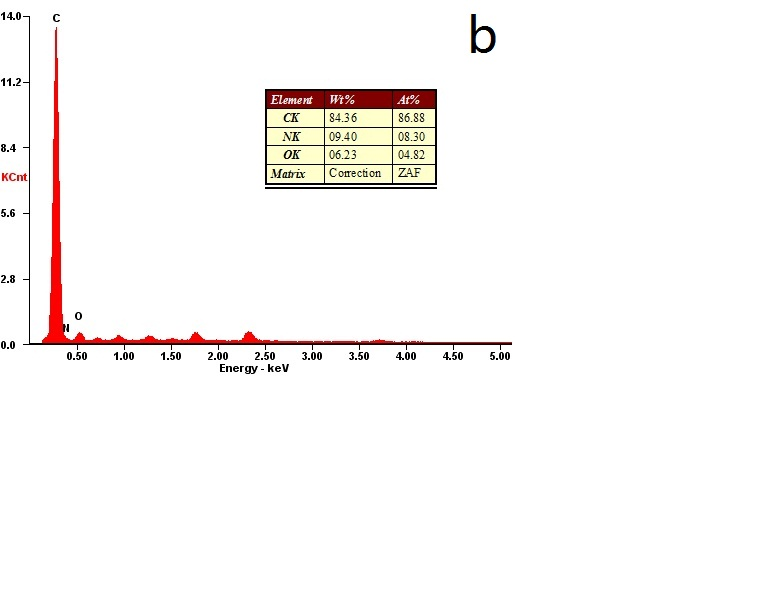 b
14.0
C
11.2
Element Wt% At%
CK 84.36 86.88
NK 09.40 08.30
OK 06.23 04.82
Matrix Correction ZAF
8.4
KCnt
5.6
2.8
O
N
0.0
0.50 1.00 1.50 2.00 2.50 3.00 3.50 4.00 4.50 5.00
Energy - keV